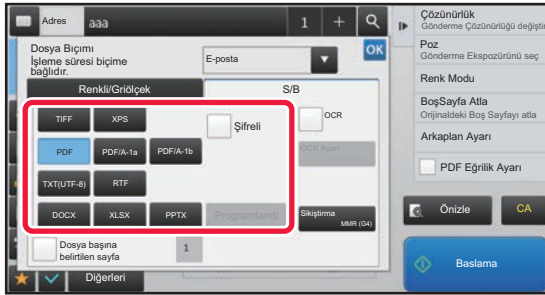 Adres
aaa
1
+
Çözünürlük
Gönderme Çözünürlüğü değiştir
Poz
Gönderme Ekspozürünü seç
Renk Modu
BoşSayfa Atla
Orijinaldeki Boş Sayfayı atla
Arkaplan Ayarı
PDF Eğrilik Ayarı
Önizle
CA
Baslama
Dosya Bıçımı
İşleme süresi biçime
bağlıdır.
E-posta
OK
Renkli/Griölçek
S/B
TIFF
XPS
Şifreli
OCR
PDF
PDF/A-1a
PDF/A-1b
OCR Ayarı
TXT(UTF-8)
RTF
DOCX
XLSX
PPTX
Programlandı
Sikiştirma
MMR (G4)
Dosya başına
belirtilen sayfa
1
Diğerleri